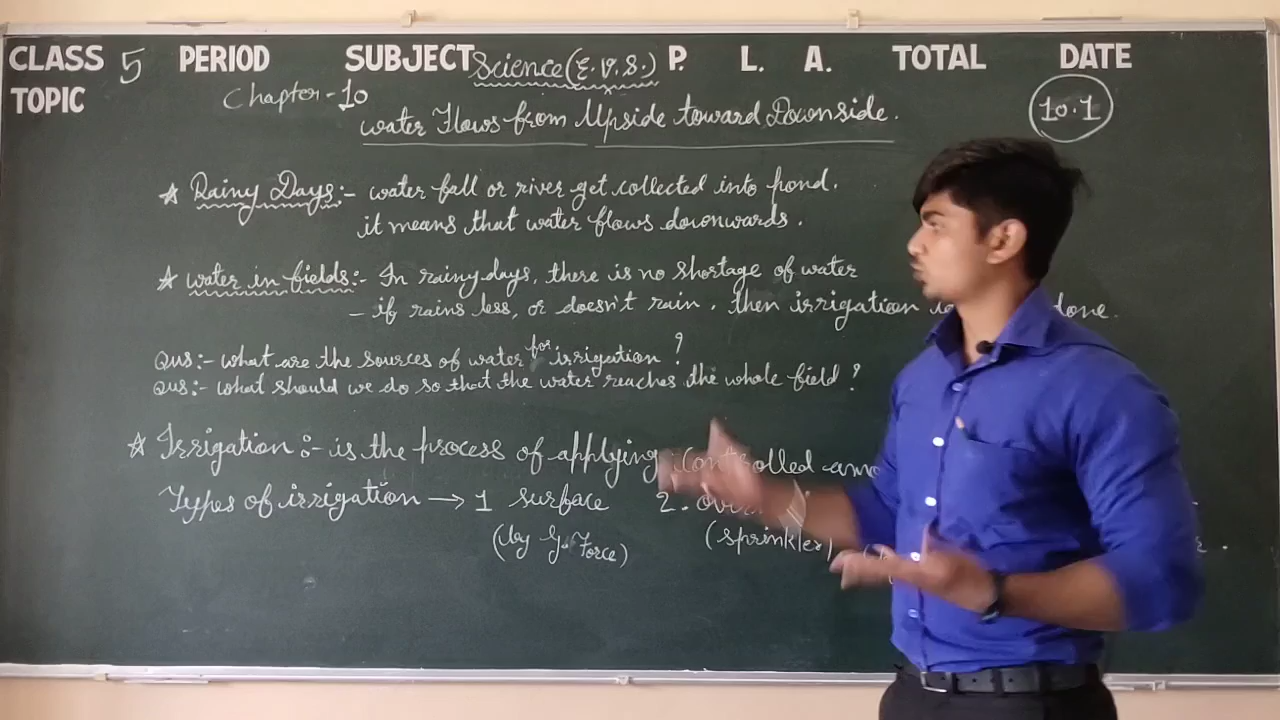 CLASS 5 PERIOD SUBJECT Science (E.V.S.) P. L. A. TOTAL DATE
TOPIC Chapter-10
water Flows from Upside toward Downside. 10.1
☆ Rainy Days:- water fall or river get collected into pond.
it means that water flows downwards.
☆ water in fields:- In rainy days, there is no shortage of water
- if rains less, or doesn't rain, then irrigation done.
Qus:- what are the sources of water for irrigation ?
Qus:- what should we do so that the water reaches the whole field ?
☆ Irrigation :- is the process of applying controlled
Types of irrigation → 1 surface 2.
(by G. Force) (sprinkler)